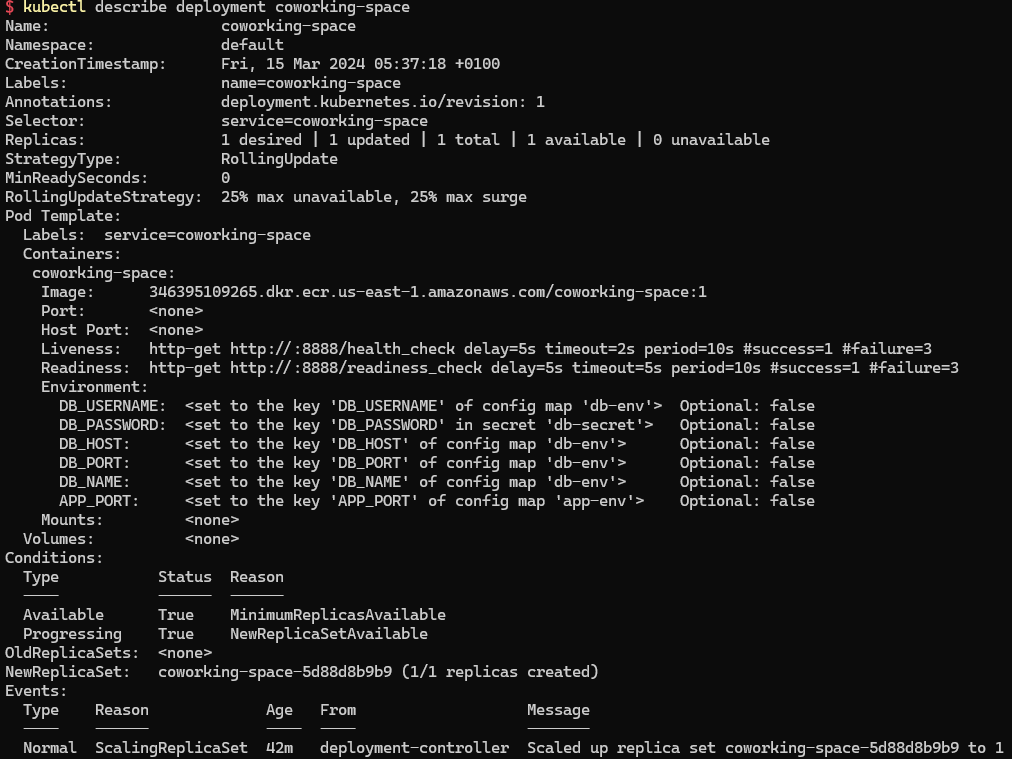 $ kubectl describe deployment coworking-space
Name:                   coworking-space
Namespace:              default
CreationTimestamp:      Fri, 15 Mar 2024 05:37:18 +0100
Labels:                 name=coworking-space
Annotations:            deployment.kubernetes.io/revision: 1
Selector:               service=coworking-space
Replicas:               1 desired | 1 updated | 1 total | 1 available | 0 unavailable
StrategyType:           RollingUpdate
MinReadySeconds:        0
RollingUpdateStrategy:  25% max unavailable, 25% max surge
Pod Template:
  Labels:  service=coworking-space
  Containers:
   coworking-space:
    Image:      346395109265.dkr.ecr.us-east-1.amazonaws.com/coworking-space:1
    Port:       <none>
    Host Port:  <none>
    Liveness:   http-get http://:8888/health_check delay=5s timeout=2s period=10s #success=1 #failure=3
    Readiness:  http-get http://:8888/readiness_check delay=5s timeout=5s period=10s #success=1 #failure=3
    Environment:
      DB_USERNAME:  <set to the key 'DB_USERNAME' of config map 'db-env'>  Optional: false
      DB_PASSWORD:  <set to the key 'DB_PASSWORD' in secret 'db-secret'>   Optional: false
      DB_HOST:      <set to the key 'DB_HOST' of config map 'db-env'>      Optional: false
      DB_PORT:      <set to the key 'DB_PORT' of config map 'db-env'>      Optional: false
      DB_NAME:      <set to the key 'DB_NAME' of config map 'db-env'>      Optional: false
      APP_PORT:     <set to the key 'APP_PORT' of config map 'app-env'>    Optional: false
    Mounts:         <none>
  Volumes:          <none>
Conditions:
  Type           Status  Reason
  ----           ------  ------
  Available      True    MinimumReplicasAvailable
  Progressing    True    NewReplicaSetAvailable
OldReplicaSets:  <none>
NewReplicaSet:   coworking-space-5d88d8b9b9 (1/1 replicas created)
Events:
  Type    Reason             Age   From                   Message
  ----    ------             ----  ----                   -------
  Normal  ScalingReplicaSet  42m   deployment-controller  Scaled up replica set coworking-space-5d88d8b9b9 to 1